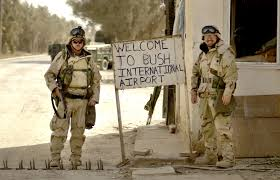 WELCOME
TO BUSH
INTERNATIONAL
AIRPORT